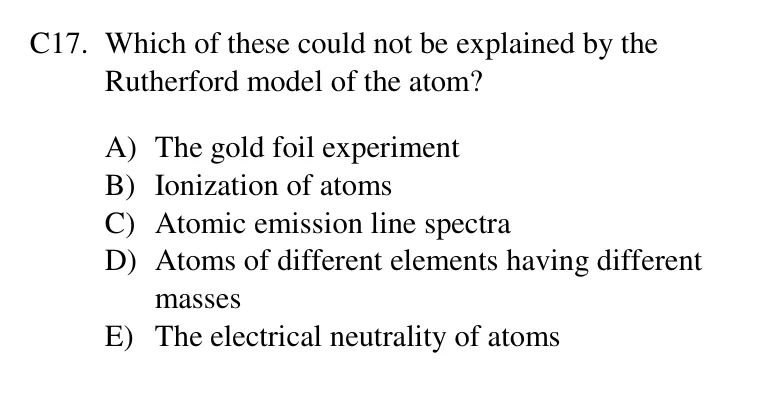 C17. Which of these could not be explained by the
Rutherford model of the atom?
A) The gold foil experiment
B) Ionization of atoms
C) Atomic emission line spectra
D) Atoms of different elements having different
masses
E) The electrical neutrality of atoms